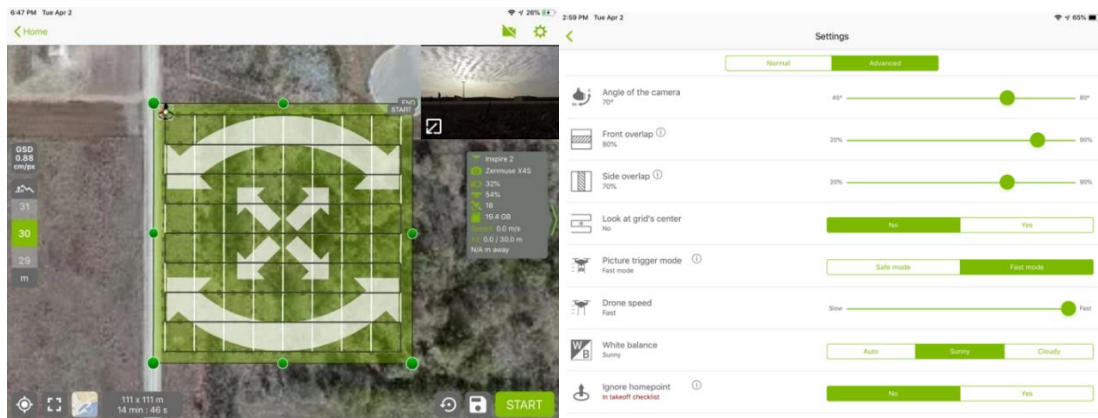 6:47 PM Tue Apr 2
26%
Home
END
START
GSD
0.88
cm/px
31
30
29
m
Inspire 2
Zenmuse X4S
32%
54%
18
19.4 GB
Speed: 0.0 m/s
0.0 / 30.0 m
N/A m away
111 x 111 m
14 min : 46 s
START
2:59 PM Tue Apr 2
65%
Settings
Normal
Advanced
Angle of the camera
70°
45°
80°
Front overlap
80%
20%
90%
Side overlap
70%
20%
90%
Look at grid's center
No
No
Yes
Picture trigger mode
Fast mode
Safe mode
Fast mode
Drone speed
Fast
Slow
Fast
W B
White balance
Sunny
Auto
Sunny
Cloudy
Ignore homepoint
In takeoff checklist
No
Yes